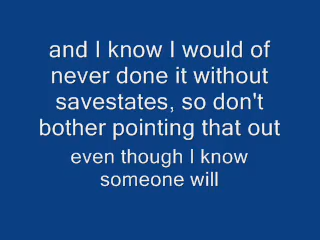 and I know I would of
never done it without
savestates, so don't
bother pointing that out
even though I know
someone will